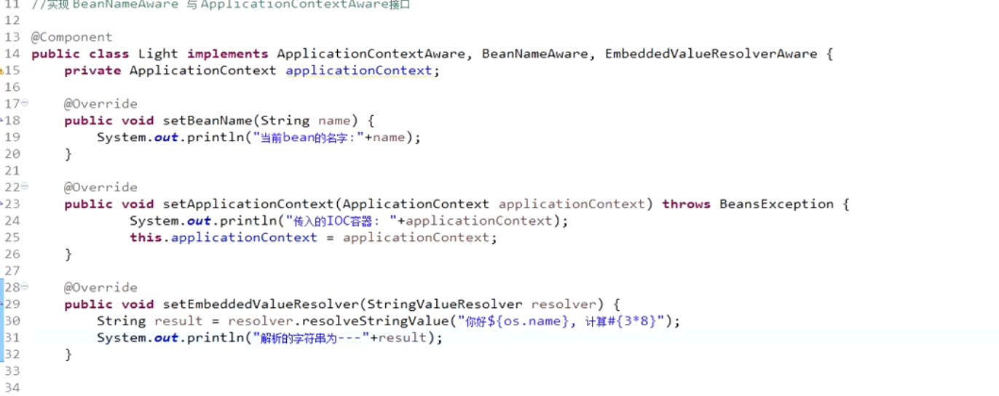 11 //实现 BeanNameAware 与 ApplicationContextAware接口
12
13 @Component
14 public class Light implements ApplicationContextAware, BeanNameAware, EmbeddedValueResolverAware {
15     private ApplicationContext applicationContext;
16
17     @Override
18     public void setBeanName(String name) {
19         System.out.println("当前bean的名字:"+name);
20     }
21
22     @Override
23     public void setApplicationContext(ApplicationContext applicationContext) throws BeansException {
24             System.out.println("传入的IOC容器: "+applicationContext);
25             this.applicationContext = applicationContext;
26     }
27
28     @Override
29     public void setEmbeddedValueResolver(StringValueResolver resolver) {
30         String result = resolver.resolveStringValue("你好${os.name}, 计算#{3*8}");
31         System.out.println("解析的字符串为---"+result);
32     }
33
34